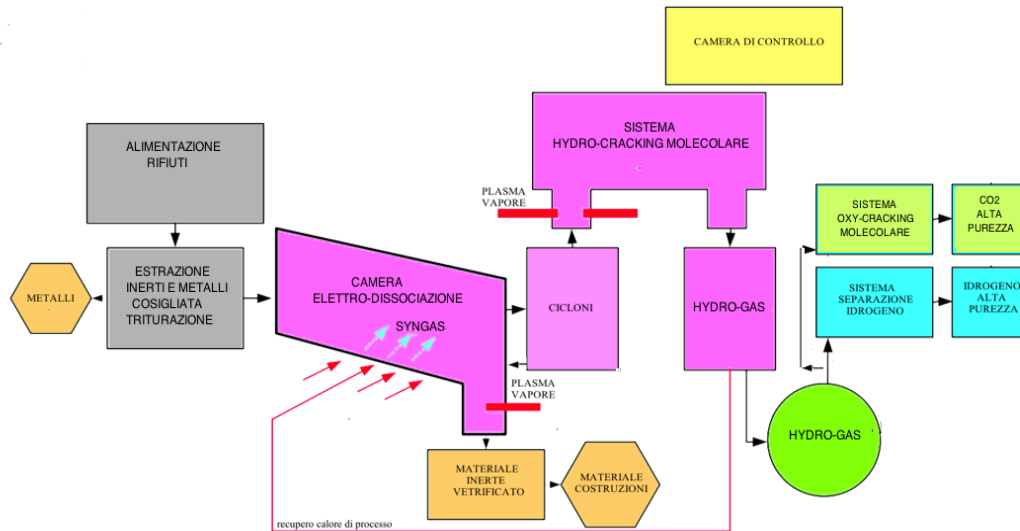 CAMERA DI CONTROLLO
SISTEMA
HYDRO-CRACKING MOLECOLARE
ALIMENTAZIONE
RIFIUTI
PLASMA
VAPORE
SISTEMA
OXY-CRACKING
MOLECOLARE
CO2
ALTA
PUREZZA
ESTRAZIONE
INERTI E METALLI
COSIGLIATA
TRITURAZIONE
METALLI
CAMERA
ELETTRO-DISSOCIAZIONE
SYNGAS
CICLONI
HYDRO-GAS
SISTEMA
SEPARAZIONE
IDROGENO
IDROGENO
ALTA
PUREZZA
PLASMA
VAPORE
HYDRO-GAS
MATERIALE
INERTE
VETRIFICATO
MATERIALE
COSTRUZIONI
recupero calore di processo